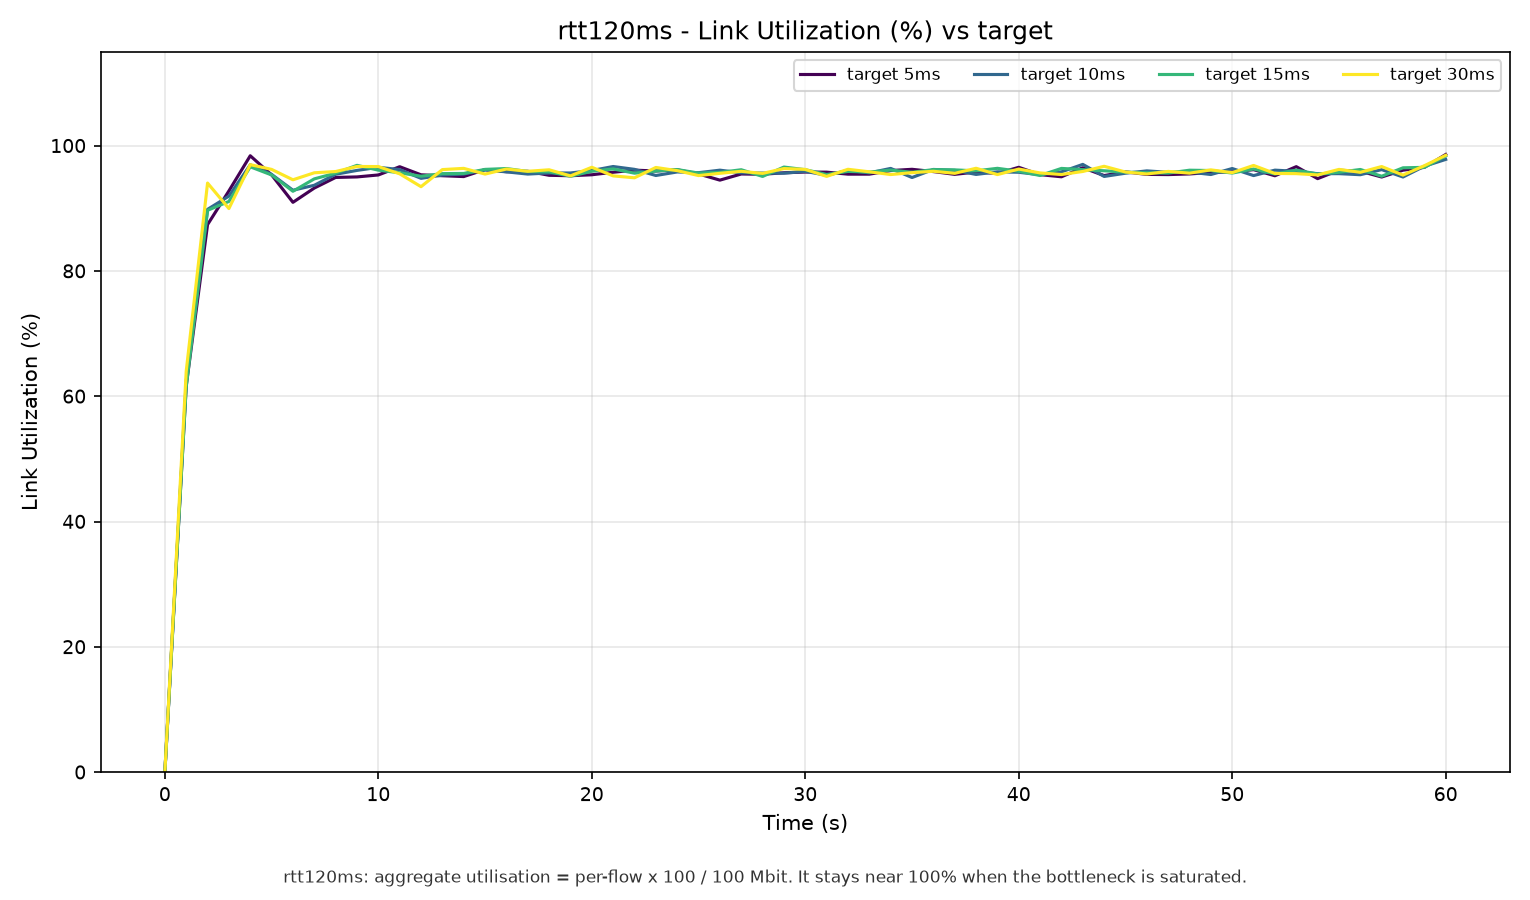 rtt120ms - Link Utilization (%) vs target
target 5ms target 10ms target 15ms target 30ms
Link Utilization (%)
100
80
60
40
20
0
0 10 20 30 40 50 60
Time (s)
rtt120ms: aggregate utilisation = per-flow x 100 / 100 Mbit. It stays near 100% when the bottleneck is saturated.